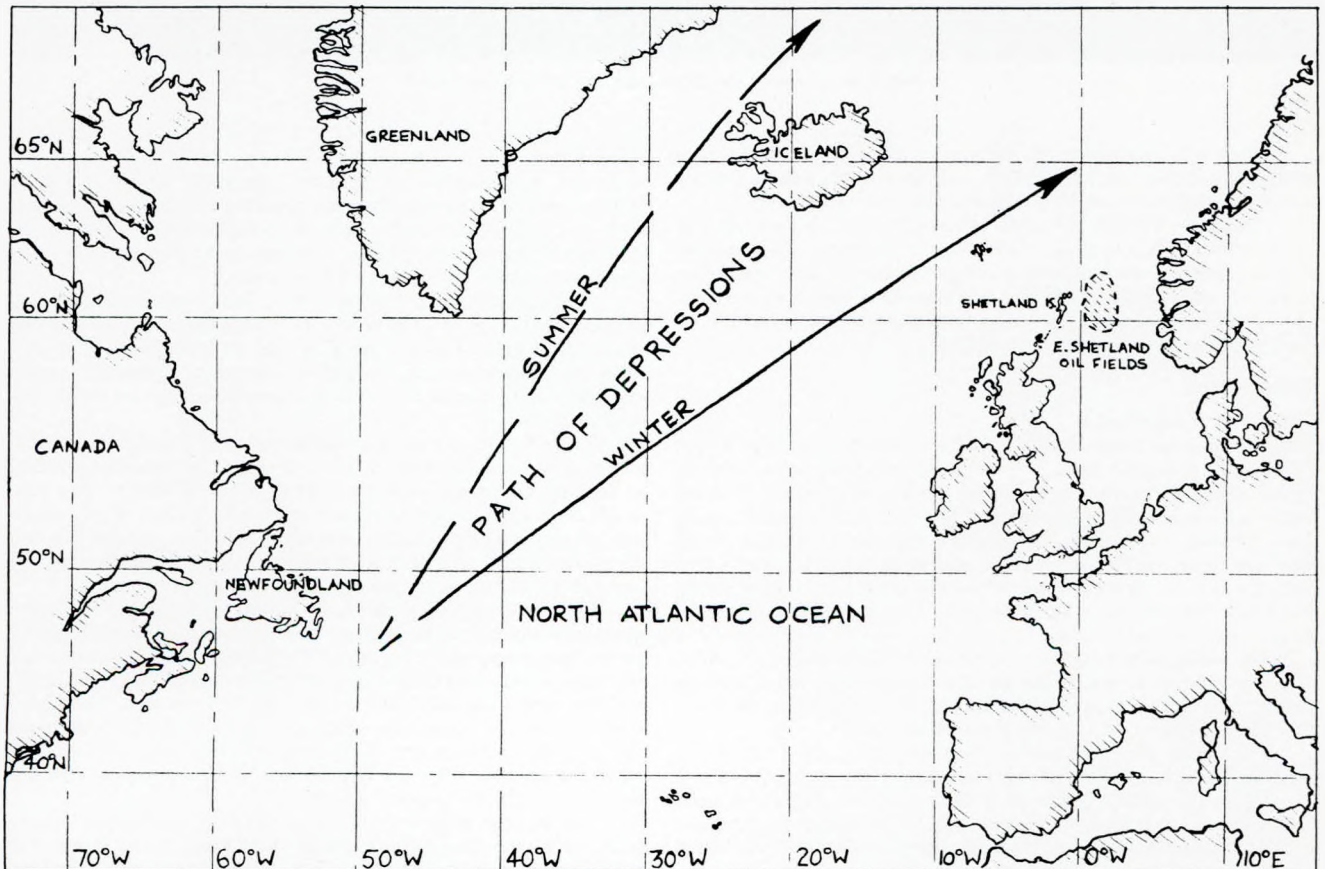 GREENLAND
65°N
ICELAND
SUMMER
PATH OF DEPRESSIONS
WINTER
60°N
SHETLAND IS.
E. SHETLAND
OIL FIELDS
CANADA
50°N
NEWFOUNDLAND
NORTH ATLANTIC OCEAN
40°N
70°W
60°W
50°W
40°W
30°W
20°W
10°W
0°W
10°E